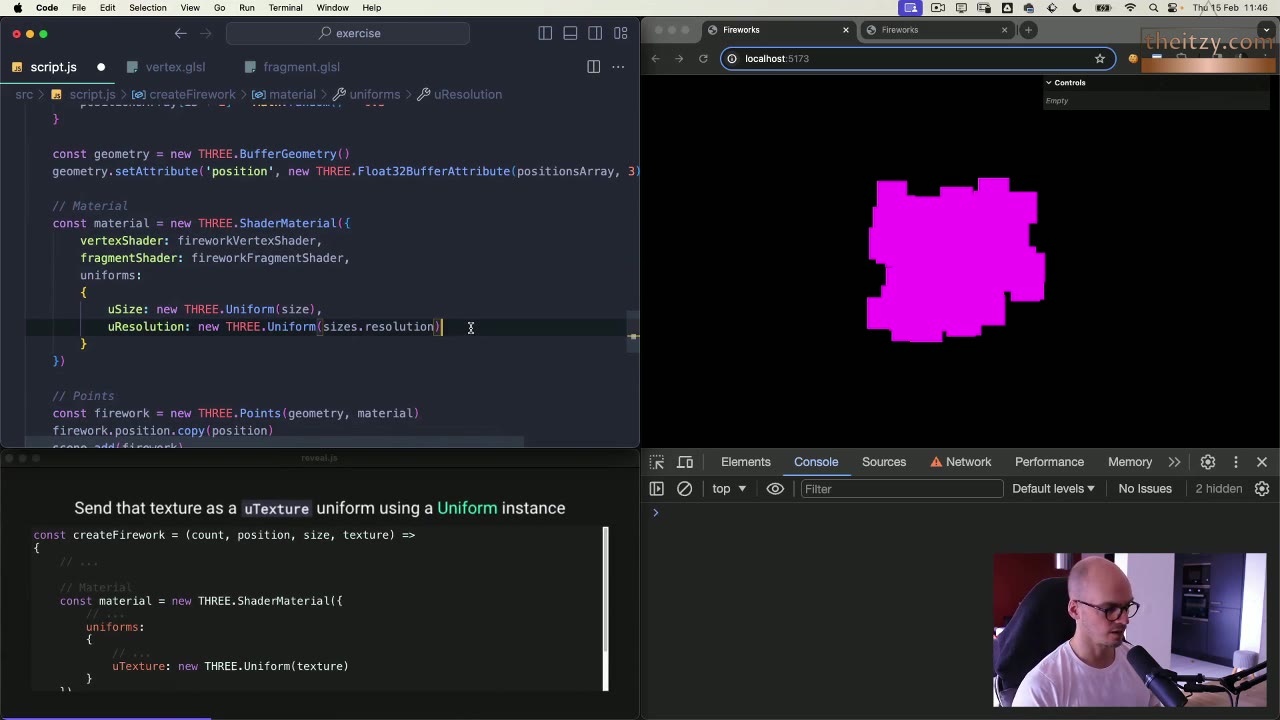 Code File Edit Selection View Go Run Terminal Window Help
Thu 15 Feb 11:46
exercise
script.js
vertex.glsl
fragment.glsl
src > script.js > createFirework > material > uniforms > uResolution
}
const geometry = new THREE.BufferGeometry()
geometry.setAttribute('position', new THREE.Float32BufferAttribute(positionsArray, 3)
// Material
const material = new THREE.ShaderMaterial({
vertexShader: fireworkVertexShader,
fragmentShader: fireworkFragmentShader,
uniforms:
{
uSize: new THREE.Uniform(size),
uResolution: new THREE.Uniform(sizes.resolution)
}
})
// Points
const firework = new THREE.Points(geometry, material)
firework.position.copy(position)
scene.add(firework)
Fireworks
Fireworks
localhost:5173
theitzy.com
Controls
Empty
reveal.js
Send that texture as a uTexture uniform using a Uniform instance
const createFirework = (count, position, size, texture) =>
{
// ...
// Material
const material = new THREE.ShaderMaterial({
// ...
uniforms:
{
// ...
uTexture: new THREE.Uniform(texture)
}
})
Elements
Console
Sources
Network
Performance
Memory
top
Filter
Default levels
No Issues
2 hidden